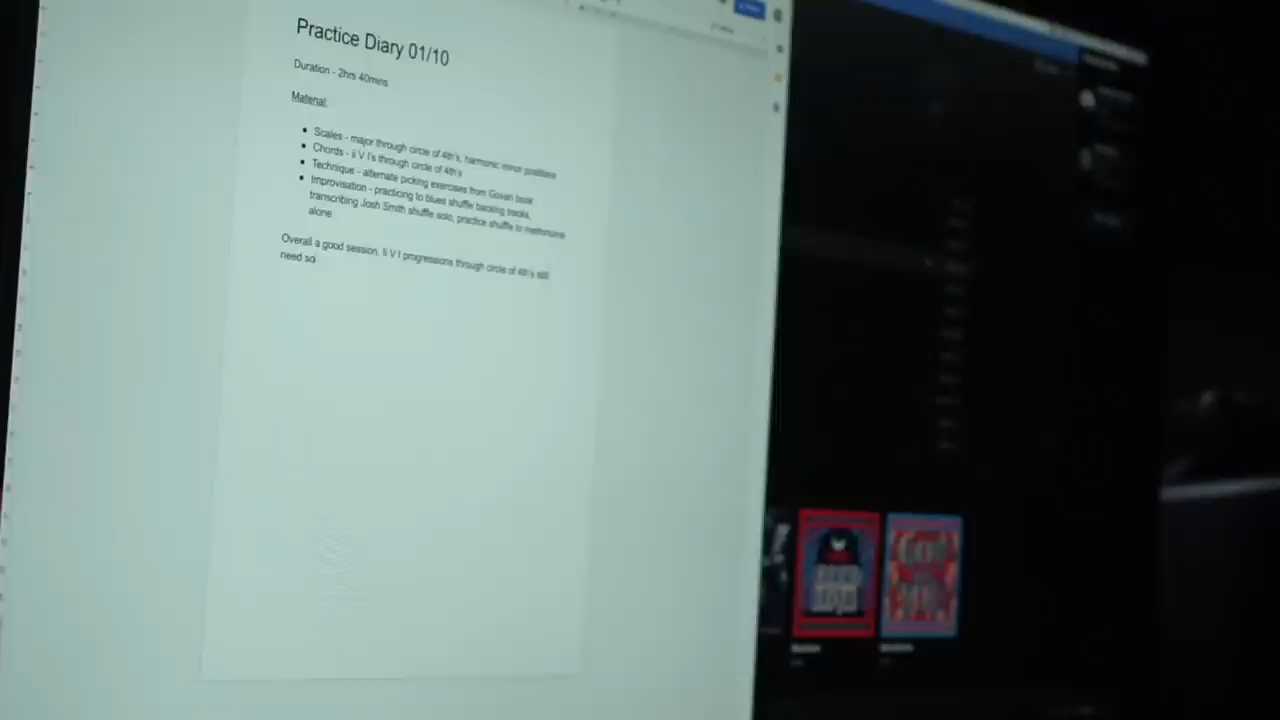 Practice Diary 01/10
Duration - 2hrs 40mins
Material:
Scales - major through circle of 4th's, harmonic minor positions
Chords - ii V I's through circle of 4th's
Technique - alternate picking exercises from Govan book
Improvisation - practicing to blues shuffle backing tracks,
transcribing Josh Smith shuffle solo, practice shuffle to metronome
alone
Overall a good session. Ii V I progressions through circle of 4th's still
need so